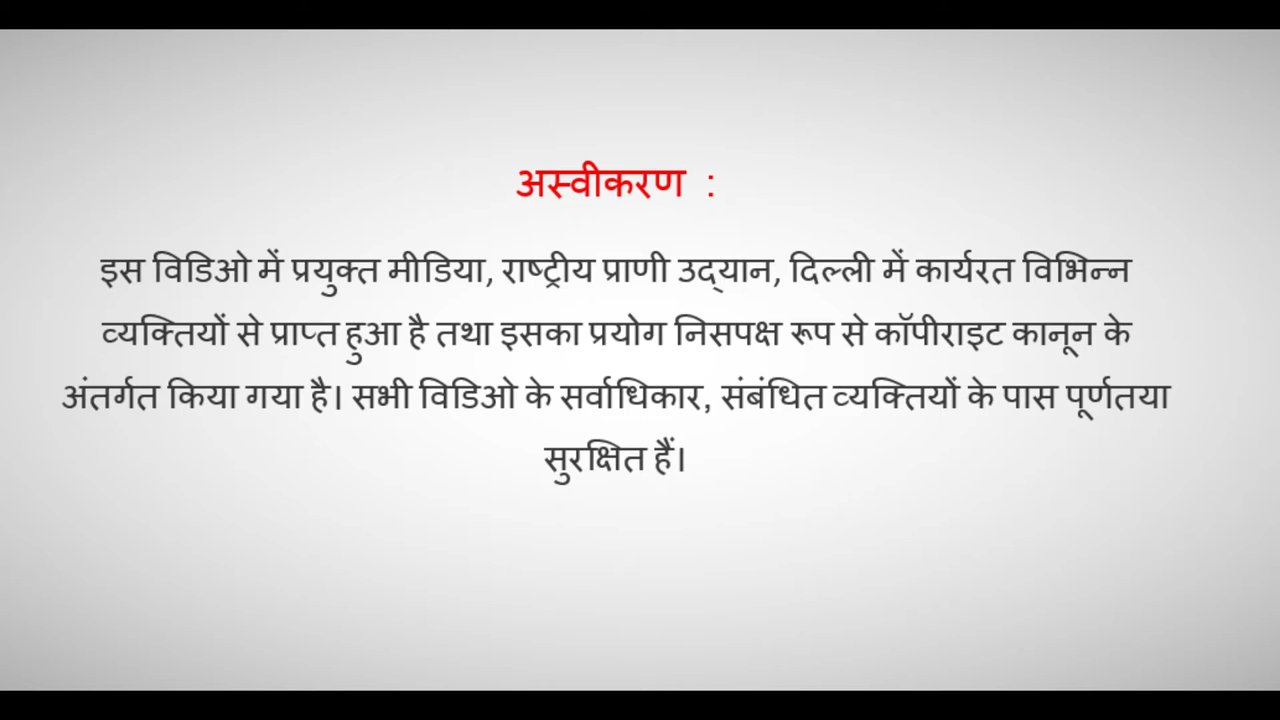 अस्वीकरण :
इस विडिओ में प्रयुक्त मीडिया, राष्ट्रीय प्राणी उद्‌यान, दिल्ली में कार्यरत विभिन्न
व्यक्तियों से प्राप्त हुआ है तथा इसका प्रयोग निसपक्ष रूप से कॉपीराइट कानून के
अंतर्गत किया गया है। सभी विडिओ के सर्वाधिकार, संबंधित व्यक्तियों के पास पूर्णतया
सुरक्षित हैं।